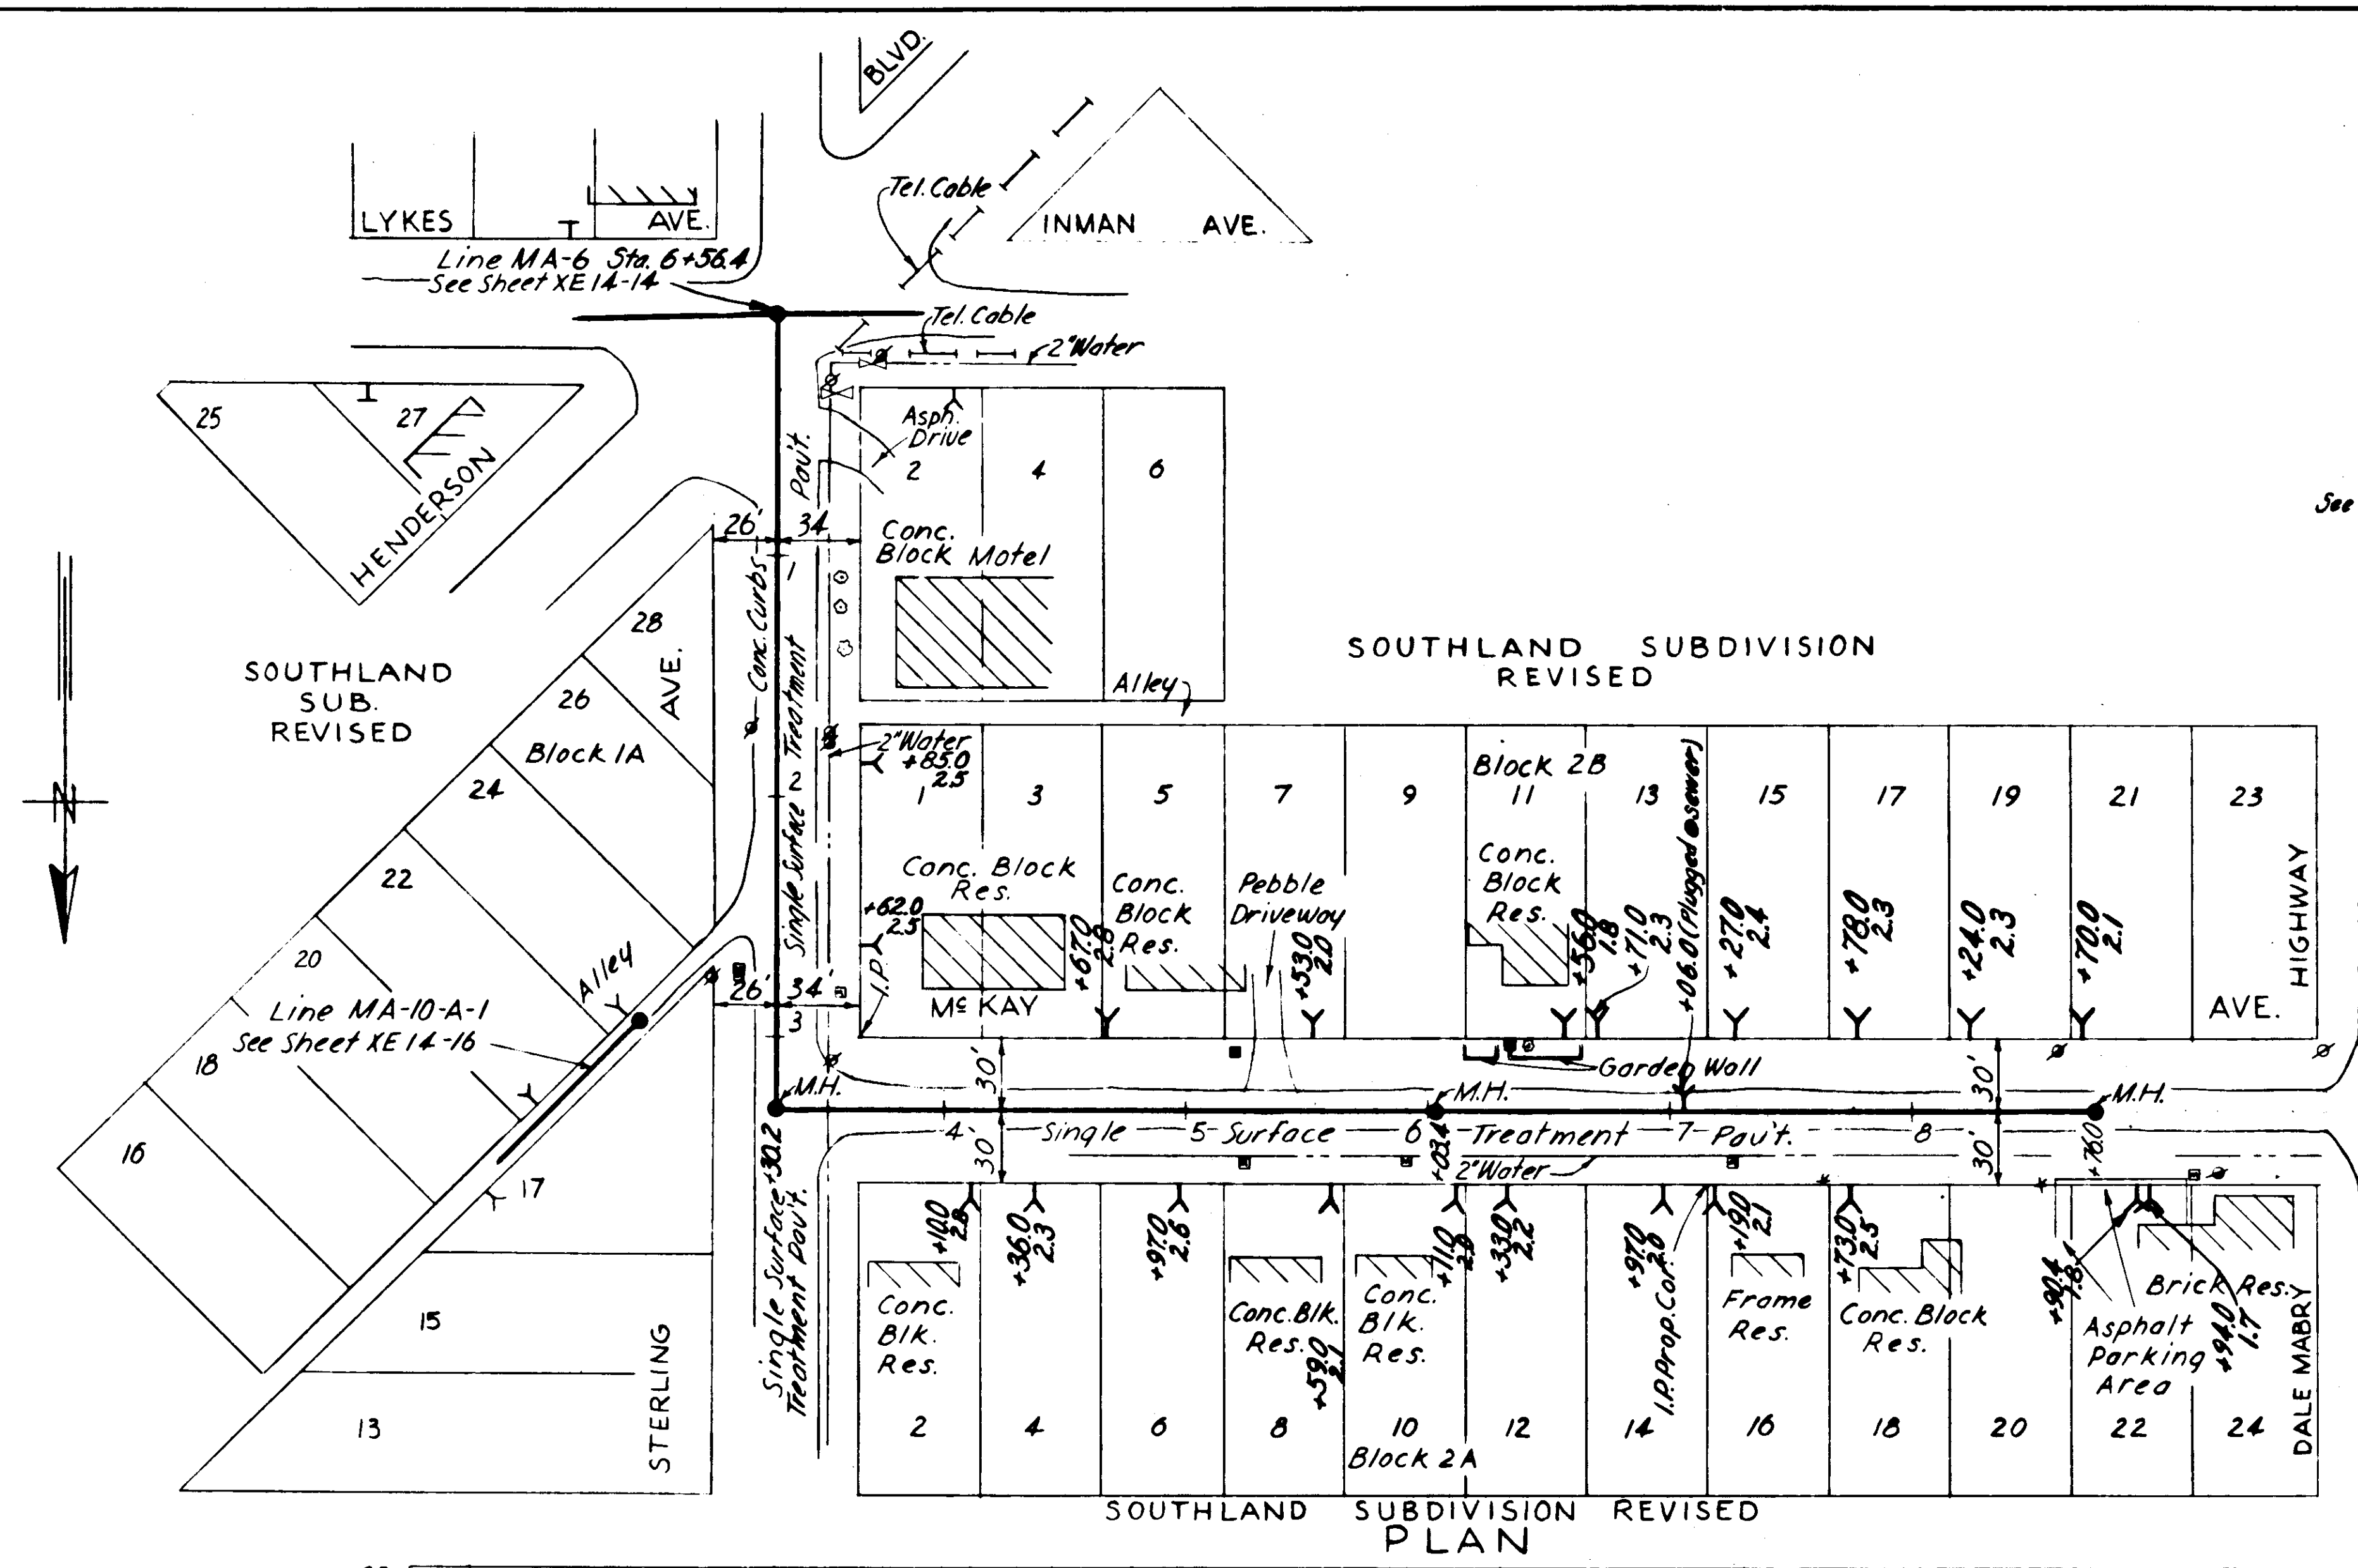 BLVD.
Tel. Cable
LYKES AVE.
INMAN AVE.
Line MA-6 Sta. 6+56.4
See Sheet XE 14-14
Tel. Cable
2" Water
25
27
HENDERSON
Asph.
Drive
2
4
6
Pav't.
See
26'
34'
Conc.
Block Motel
1
Conc. Curbs
28
AVE.
SOUTHLAND
SUB.
REVISED
SOUTHLAND SUBDIVISION
REVISED
26
Block 1A
Alley
Single Surface Treatment
2" Water
+85.0
2.5
2
24
N
1
3
5
7
9
Block 2B
11
13
15
17
19
21
23
+06.0 (Plugged @ sewer)
22
Conc. Block
Res.
Conc.
Block
Res.
Pebble
Driveway
Conc.
Block
Res.
HIGHWAY
+62.0
2.5
+67.0
2.8
+53.0
2.0
+56.0
1.8
+71.0
2.3
+27.0
2.4
+78.0
2.3
+24.0
2.3
+70.0
2.1
20
Alley
26'
34'
3
I.P.
McKAY
AVE.
Line MA-10-A-1
See Sheet XE 14-16
18
30'
Garden Wall
30'
M.H.
M.H.
M.H.
4
Single
5
Surface
6
Treatment
7
Pav't.
8
+30.2
30'
+03.4
2" Water
30'
+76.0
16
17
Single Surface
Treatment Pav't.
+10.0
2.8
+36.0
2.3
+97.0
2.6
+59.0
2.1
+11.0
2.0
+33.0
2.2
+97.0
2.0
I.P. Prop. Cor.
+19.0
2.1
+73.0
2.5
+90.4
1.8
+94.0
1.7
Conc.
Blk.
Res.
Conc. Blk.
Res.
Conc.
Blk.
Res.
Frame
Res.
Conc. Block
Res.
Brick Res.
Asphalt
Parking
Area
DALE MABRY
15
STERLING
13
2
4
6
8
10
12
14
16
18
20
22
24
Block 2A
SOUTHLAND SUBDIVISION REVISED
PLAN